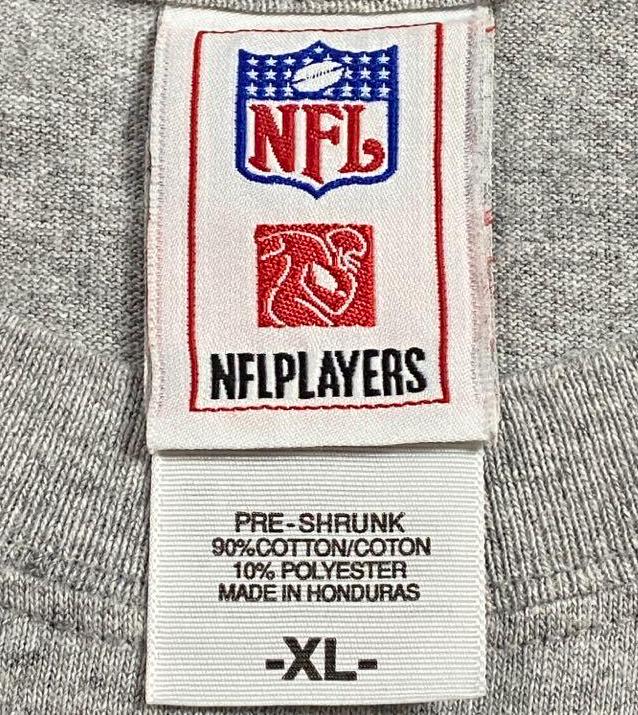 NFL
NFLPLAYERS
PRE-SHRUNK
90%COTTON/COTON
10% POLYESTER
MADE IN HONDURAS
-XL-